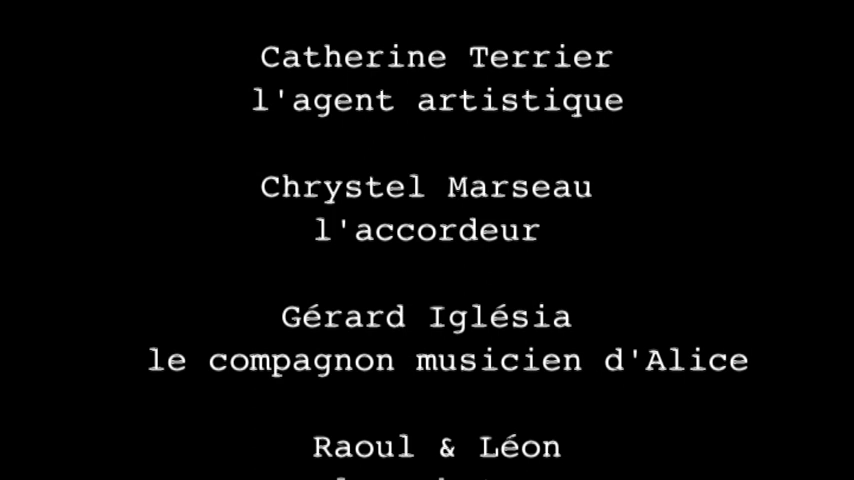 Catherine Terrier
l'agent artistique
Chrystel Marseau
l'accordeur
Gérard Iglésia
le compagnon musicien d'Alice
Raoul & Léon